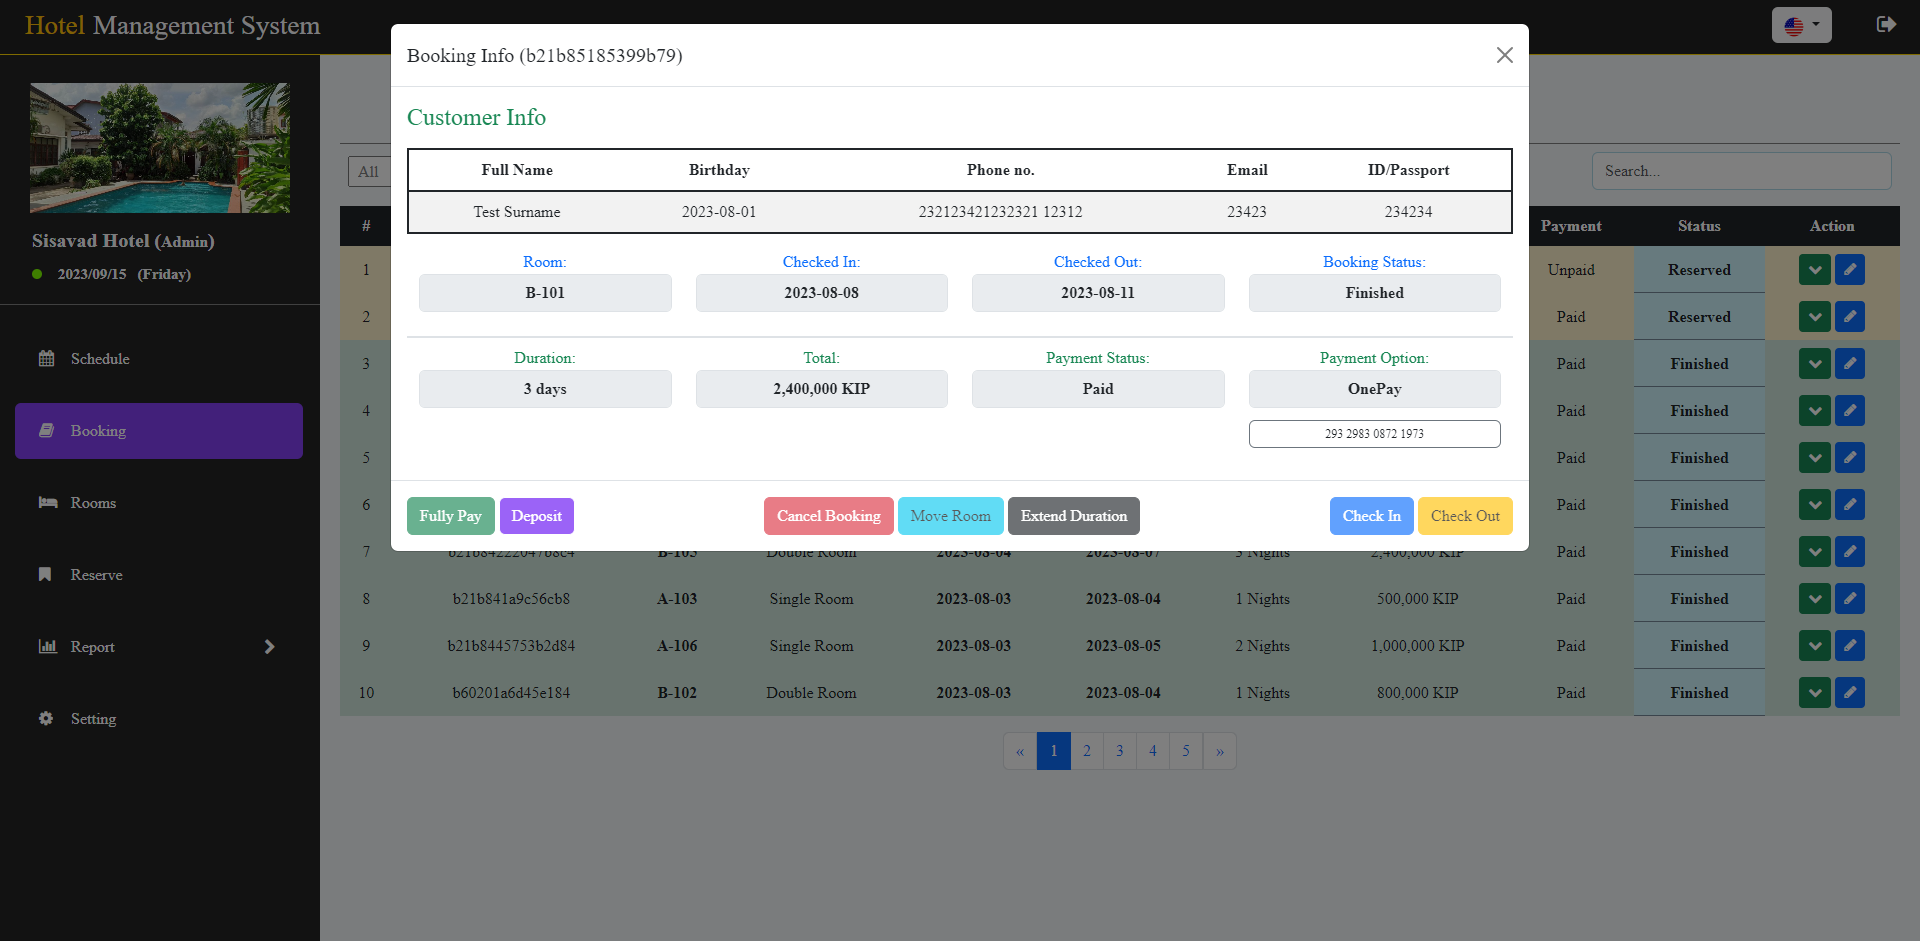 Hotel Management System
Sisavad Hotel (Admin)
2023/09/15 (Friday)
Schedule
Booking
Rooms
Reserve
Report
Setting
Booking Info (b21b85185399b79)
Customer Info
Full Name Birthday Phone no. Email ID/Passport
Test Surname 2023-08-01 232123421232321 12312 23423 234234
Room: Checked In: Checked Out: Booking Status:
B-101 2023-08-08 2023-08-11 Finished
Duration: Total: Payment Status: Payment Option:
3 days 2,400,000 KIP Paid OnePay
293 2983 0872 1973
Fully Pay Deposit Cancel Booking Move Room Extend Duration Check In Check Out
All Search...
# Payment Status Action
1 Unpaid Reserved
2 Paid Reserved
3 Paid Finished
4 Paid Finished
5 Paid Finished
6 Paid Finished
7 b21b84222047b8c4 B-105 Double Room 2023-08-04 2023-08-07 3 Nights 2,400,000 KIP Paid Finished
8 b21b841a9c56cb8 A-103 Single Room 2023-08-03 2023-08-04 1 Nights 500,000 KIP Paid Finished
9 b21b8445753b2d84 A-106 Single Room 2023-08-03 2023-08-05 2 Nights 1,000,000 KIP Paid Finished
10 b60201a6d45e184 B-102 Double Room 2023-08-03 2023-08-04 1 Nights 800,000 KIP Paid Finished
« 1 2 3 4 5 »